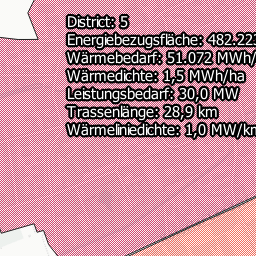 District: 5
Energiebezugsfläche: 482.22
Wärmebedarf: 51.072 MWh/
Wärmedichte: 1,5 MWh/ha
Leistungsbedarf: 30,0 MW
Trassenlänge: 28,9 km
Wärmeliniedichte: 1,0 MW/km